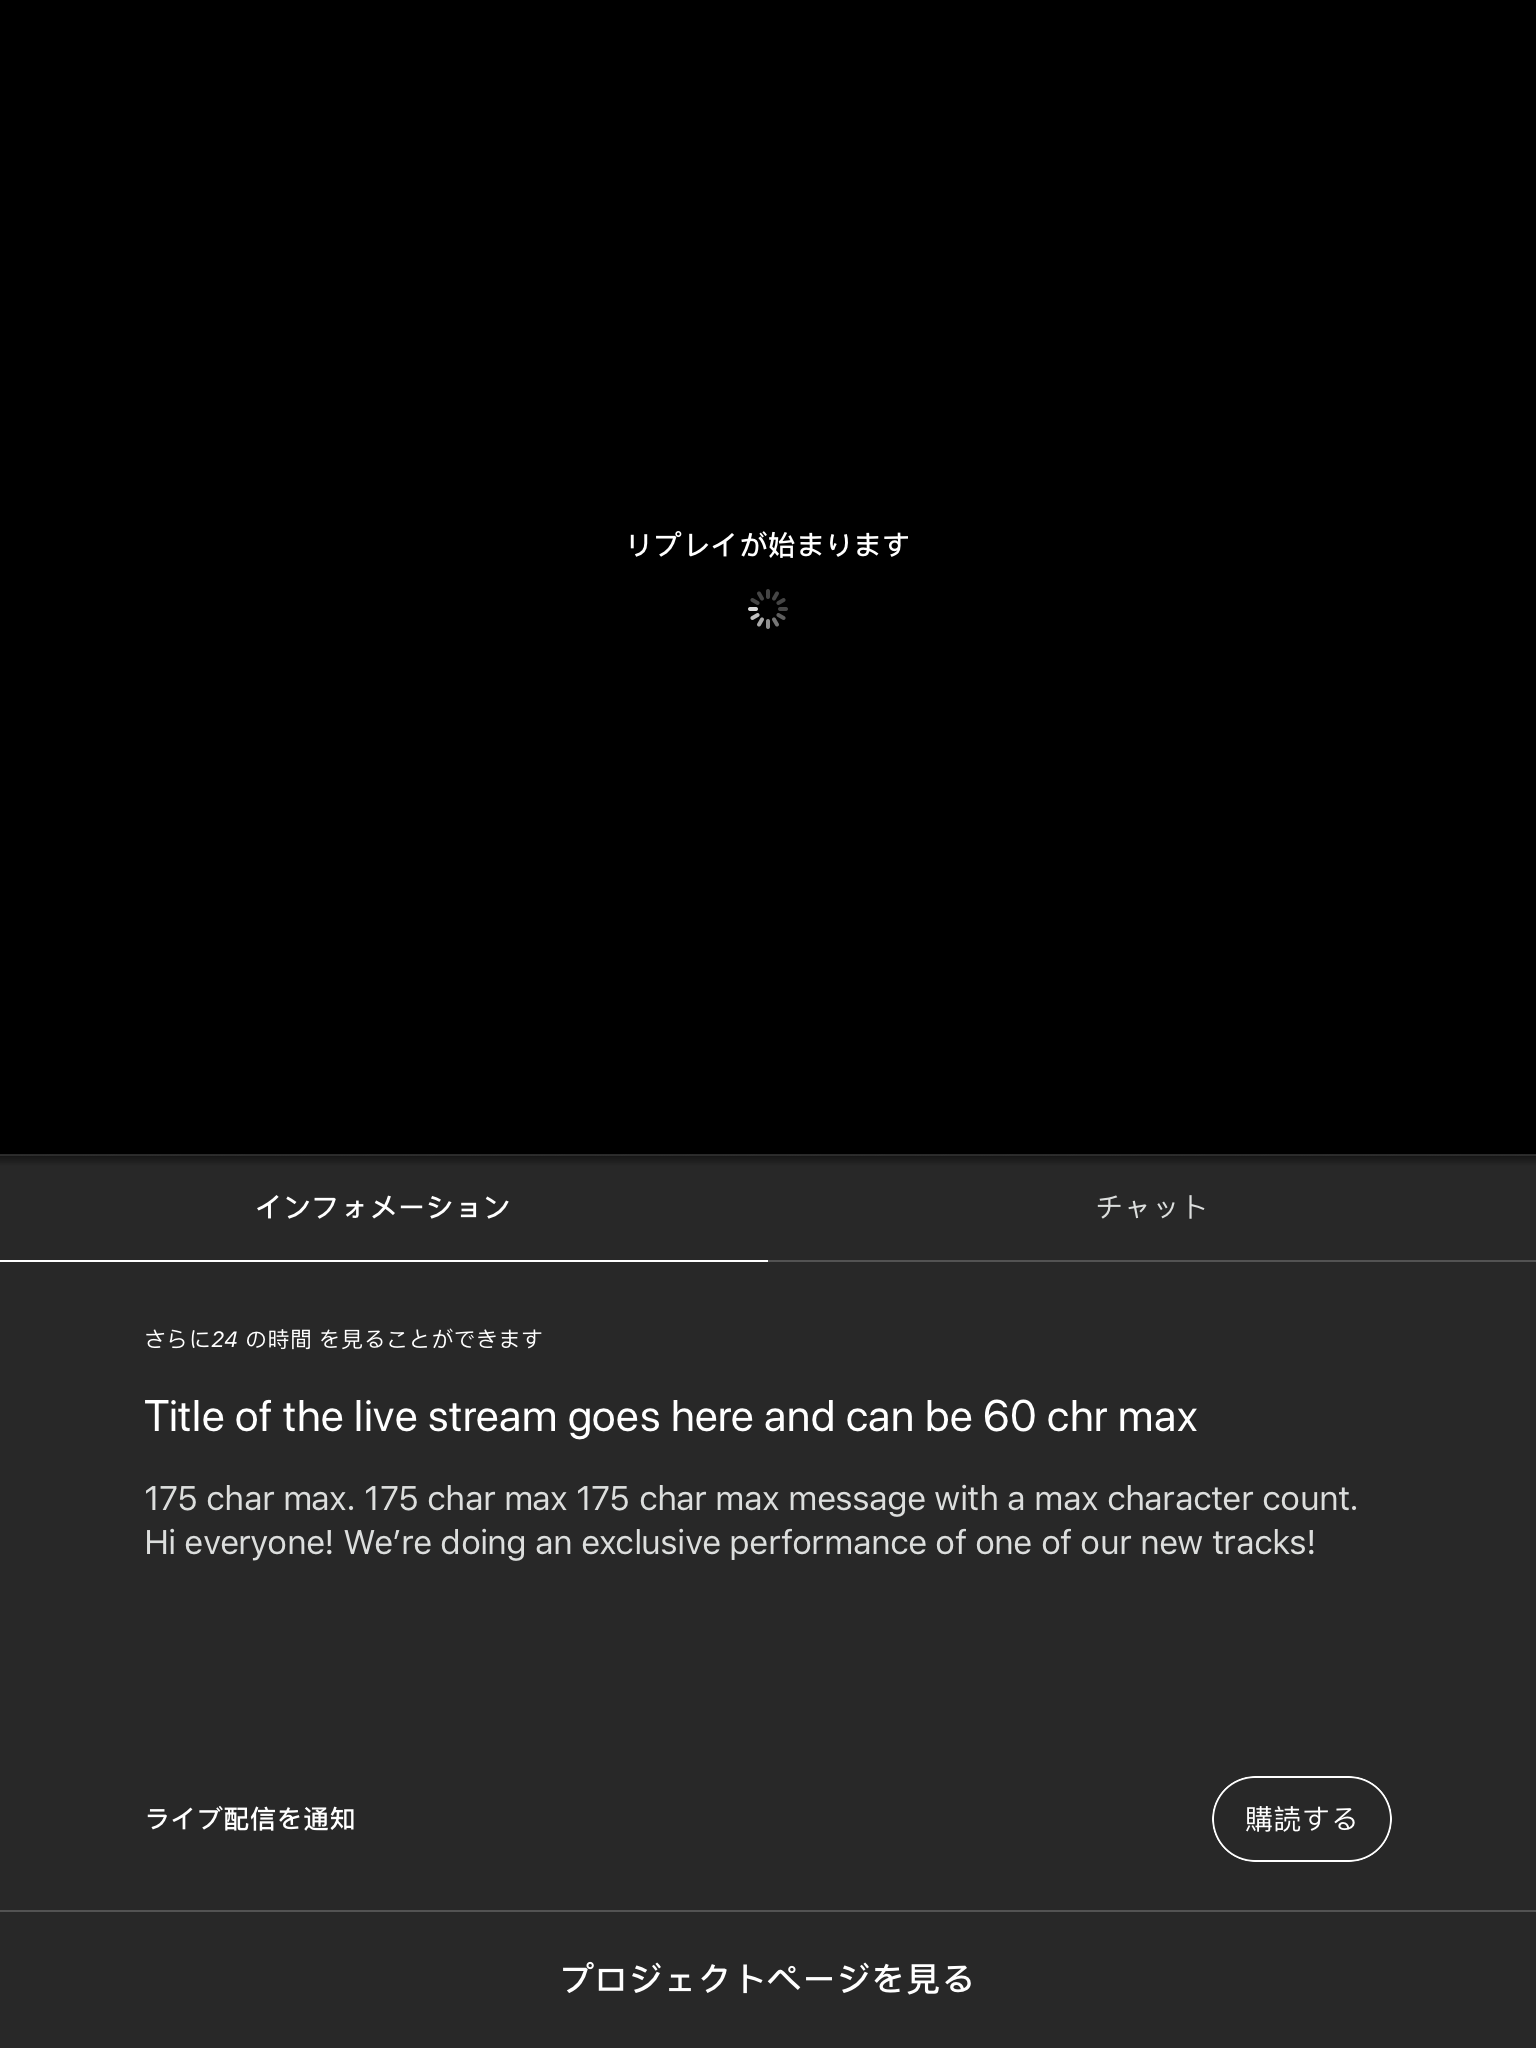 リプレイが始まります
インフォメーション
チャット
さらに24 の時間 を見ることができます
Title of the live stream goes here and can be 60 chr max
175 char max. 175 char max 175 char max message with a max character count.
Hi everyone! We’re doing an exclusive performance of one of our new tracks!
ライブ配信を通知
購読する
プロジェクトページを見る